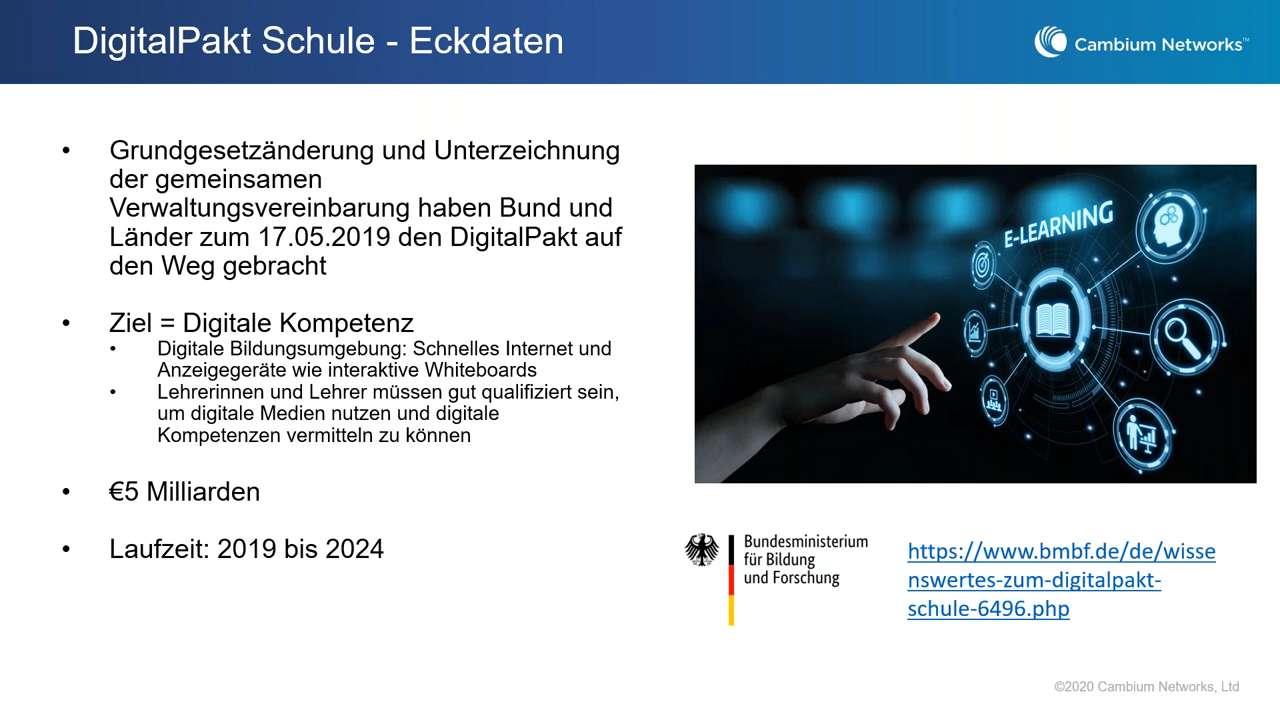 DigitalPakt Schule - Eckdaten
Cambium Networks™
• Grundgesetzänderung und Unterzeichnung
der gemeinsamen
Verwaltungsvereinbarung haben Bund und
Länder zum 17.05.2019 den DigitalPakt auf
den Weg gebracht
• Ziel = Digitale Kompetenz
• Digitale Bildungsumgebung: Schnelles Internet und
Anzeigegeräte wie interaktive Whiteboards
• Lehrerinnen und Lehrer müssen gut qualifiziert sein,
um digitale Medien nutzen und digitale
Kompetenzen vermitteln zu können
• €5 Milliarden
• Laufzeit: 2019 bis 2024
E-LEARNING
Bundesministerium
für Bildung
und Forschung
https://www.bmbf.de/de/wisse
nswertes-zum-digitalpakt-
schule-6496.php
©2020 Cambium Networks, Ltd